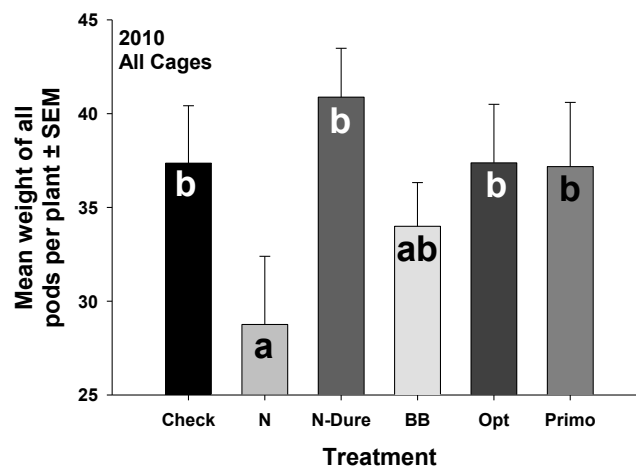 2010
All Cages
Mean weight of all
pods per plant ± SEM
45
40
35
30
25
b
a
b
ab
b
b
Check N N-Dure BB Opt Primo
Treatment